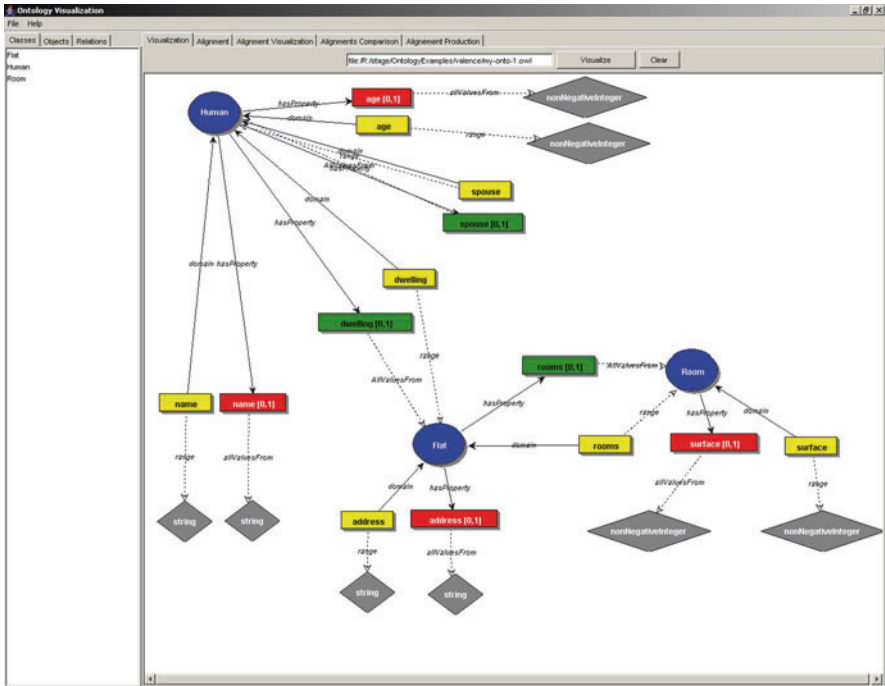 Ontology Visualization
File Help
Classes Objects Relations
Visualization Alignment Alignment Visualization Alignments Comparison Alignement Production
Flat
Human
Room
file:/R:/stage/OntologyExamples/valence/my-onto-1.owl Visualize Clear
Human
hasProperty
age [0,1]
allValuesFrom
nonNegativeInteger
domain
age
range
nonNegativeInteger
domain
range
AllValuesFrom
hasProperty
spouse
spouse [0,1]
domain
hasProperty
domain
hasProperty
dwelling
dwelling [0,1]
range
AllValuesFrom
rooms [0,1]
AllValuesFrom
Room
hasProperty
range
hasProperty
domain
name
name [0,1]
Flat
domain
rooms
surface [0,1]
surface
range
allValuesFrom
domain
hasProperty
allValuesFrom
range
string
string
address
address [0,1]
nonNegativeInteger
nonNegativeInteger
range
allValuesFrom
string
string